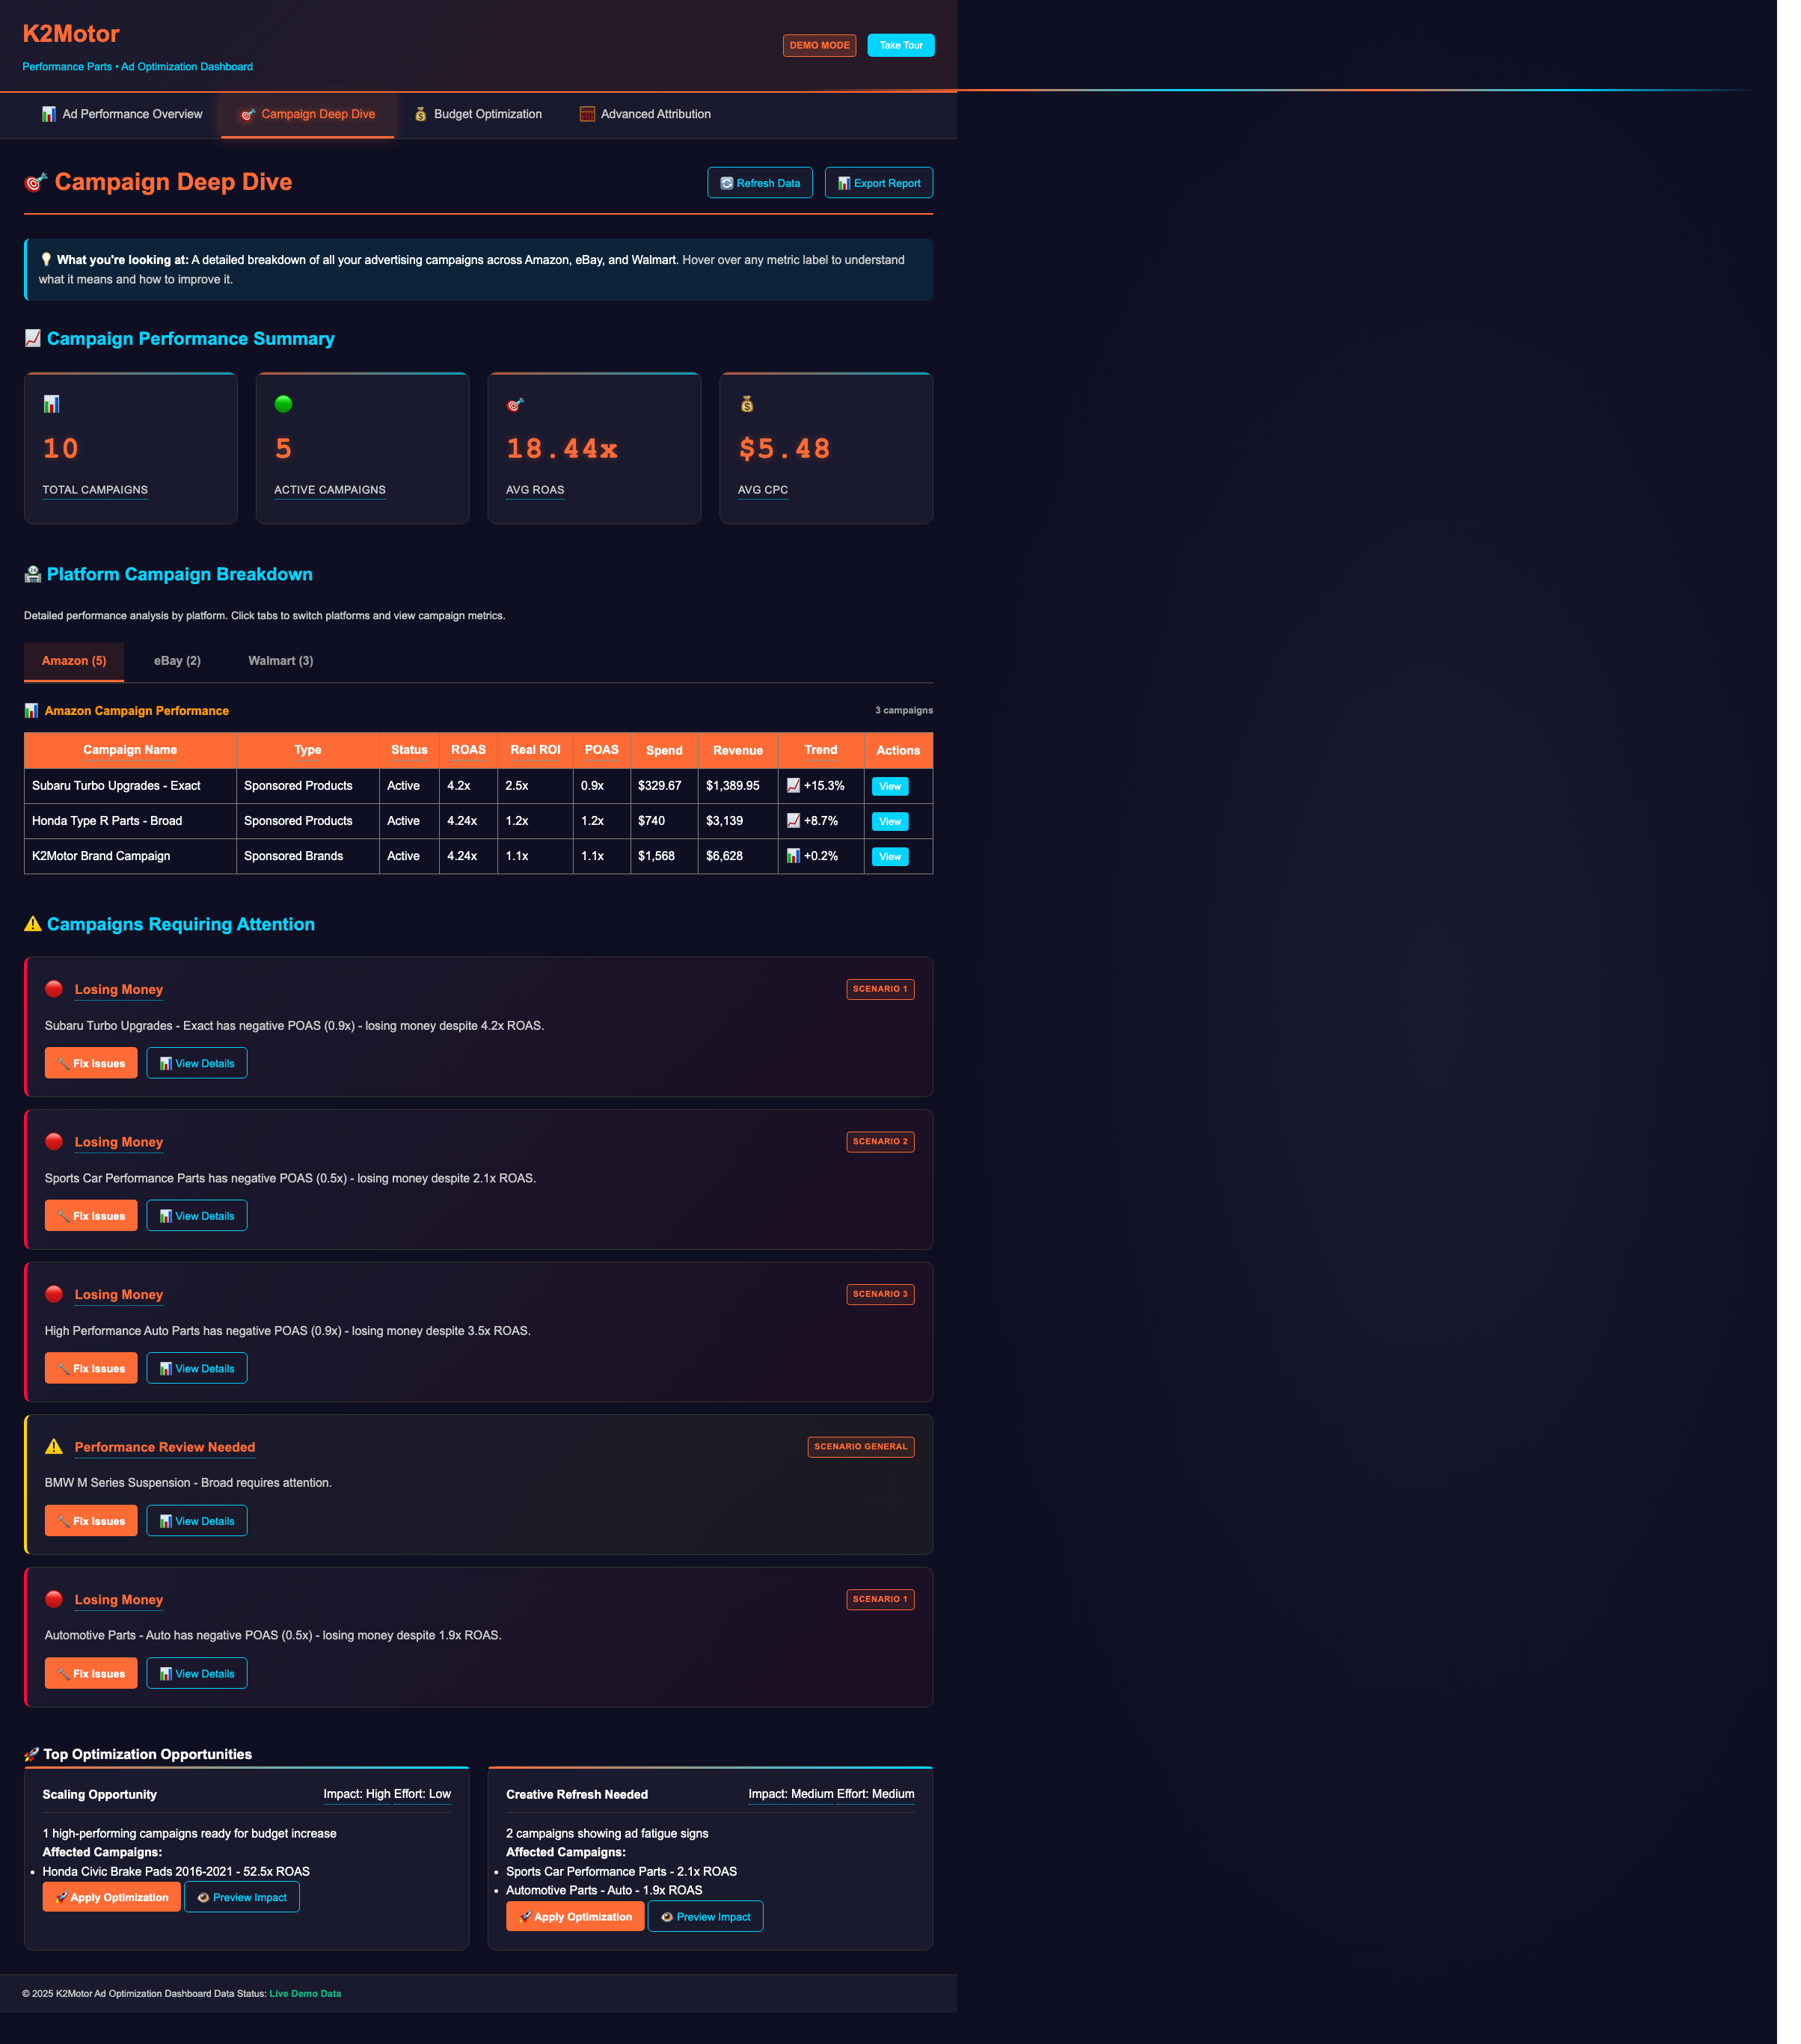 K2Motor
Performance Parts • Ad Optimization Dashboard
DEMO MODE
Take Tour
Ad Performance Overview
Campaign Deep Dive
Budget Optimization
Advanced Attribution
Campaign Deep Dive
Refresh Data
Export Report
What you're looking at: A detailed breakdown of all your advertising campaigns across Amazon, eBay, and Walmart. Hover over any metric label to understand
what it means and how to improve it.
Campaign Performance Summary
10
TOTAL CAMPAIGNS
5
ACTIVE CAMPAIGNS
18.44x
AVG ROAS
$5.48
AVG CPC
Platform Campaign Breakdown
Detailed performance analysis by platform. Click tabs to switch platforms and view campaign metrics.
Amazon (5)
eBay (2)
Walmart (3)
Amazon Campaign Performance
3 campaigns
Campaign Name Type Status ROAS Real ROI POAS Spend Revenue Trend Actions
Subaru Turbo Upgrades - Exact Sponsored Products Active 4.2x 2.5x 0.9x $329.67 $1,389.95 +15.3% View
Honda Type R Parts - Broad Sponsored Products Active 4.24x 1.2x 1.2x $740 $3,139 +8.7% View
K2Motor Brand Campaign Sponsored Brands Active 4.24x 1.1x 1.1x $1,568 $6,628 +0.2% View
Campaigns Requiring Attention
Losing Money
SCENARIO 1
Subaru Turbo Upgrades - Exact has negative POAS (0.9x) - losing money despite 4.2x ROAS.
Fix Issues
View Details
Losing Money
SCENARIO 2
Sports Car Performance Parts has negative POAS (0.5x) - losing money despite 2.1x ROAS.
Fix Issues
View Details
Losing Money
SCENARIO 3
High Performance Auto Parts has negative POAS (0.9x) - losing money despite 3.5x ROAS.
Fix Issues
View Details
Performance Review Needed
SCENARIO GENERAL
BMW M Series Suspension - Broad requires attention.
Fix Issues
View Details
Losing Money
SCENARIO 1
Automotive Parts - Auto has negative POAS (0.5x) - losing money despite 1.9x ROAS.
Fix Issues
View Details
Top Optimization Opportunities
Scaling Opportunity
Impact: High Effort: Low
1 high-performing campaigns ready for budget increase
Affected Campaigns:
• Honda Civic Brake Pads 2016-2021 - 52.5x ROAS
Apply Optimization
Preview Impact
Creative Refresh Needed
Impact: Medium Effort: Medium
2 campaigns showing ad fatigue signs
Affected Campaigns:
• Sports Car Performance Parts - 2.1x ROAS
• Automotive Parts - Auto - 1.9x ROAS
Apply Optimization
Preview Impact
© 2025 K2Motor Ad Optimization Dashboard Data Status: Live Demo Data